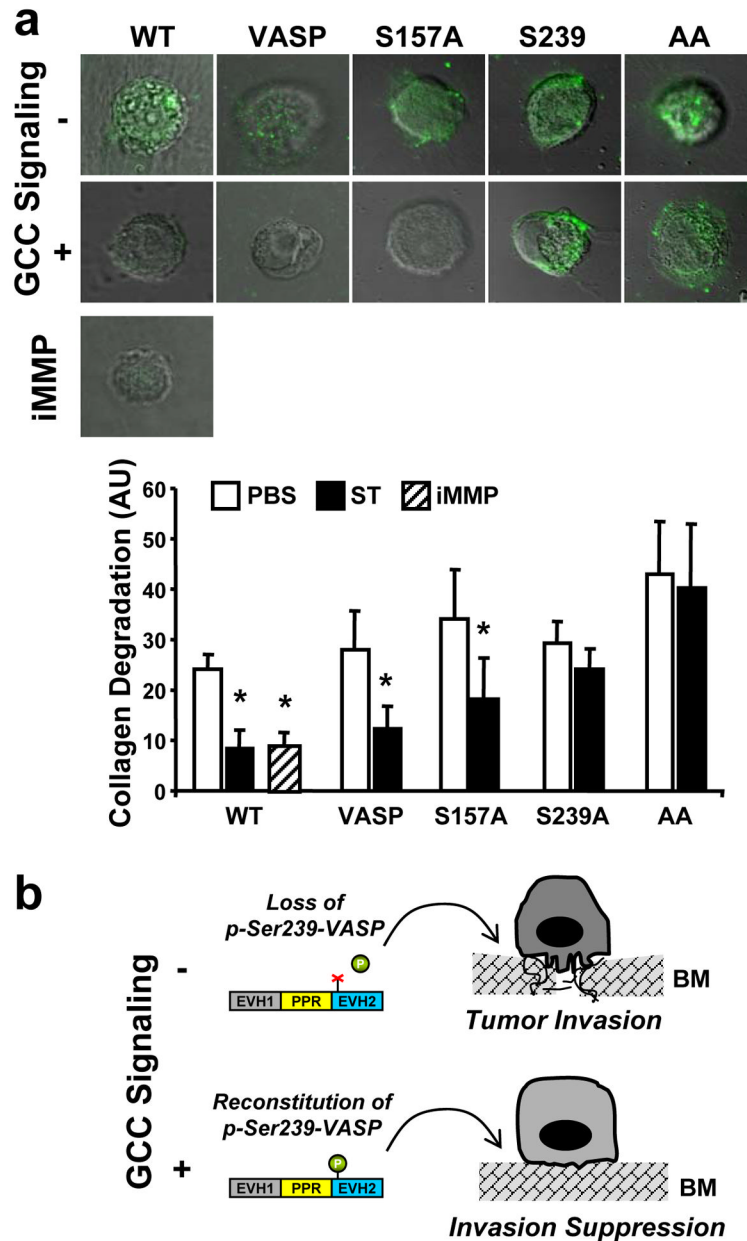 a
WT VASP S157A S239 AA
GCC Signaling
-
+
iMMP
PBS ST iMMP
Collagen Degradation (AU)
60
50
40
30
20
10
0
*
*
*
*
WT VASP S157A S239A AA
b
GCC Signaling
-
Loss of
p-Ser239-VASP
P
EVH1 PPR EVH2
BM
Tumor Invasion
+
Reconstitution of
p-Ser239-VASP
P
EVH1 PPR EVH2
BM
Invasion Suppression